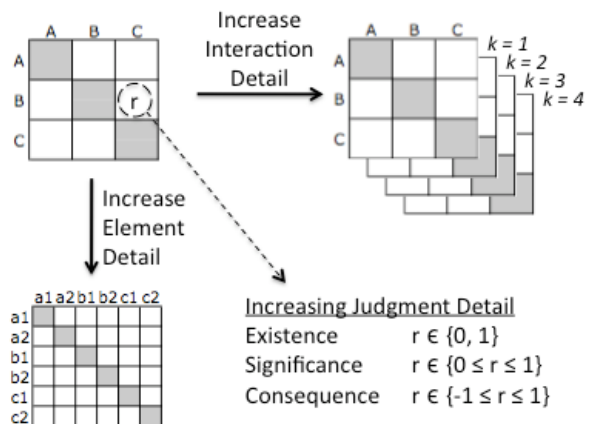 A B C
A
B r
C
Increase
Interaction
Detail
A B C
A
B
C
k = 1
k = 2
k = 3
k = 4
Increase
Element
Detail
a1 a2 b1 b2 c1 c2
a1
a2
b1
b2
c1
c2
Increasing Judgment Detail
Existence r ∈ {0, 1}
Significance r ∈ {0 ≤ r ≤ 1}
Consequence r ∈ {-1 ≤ r ≤ 1}